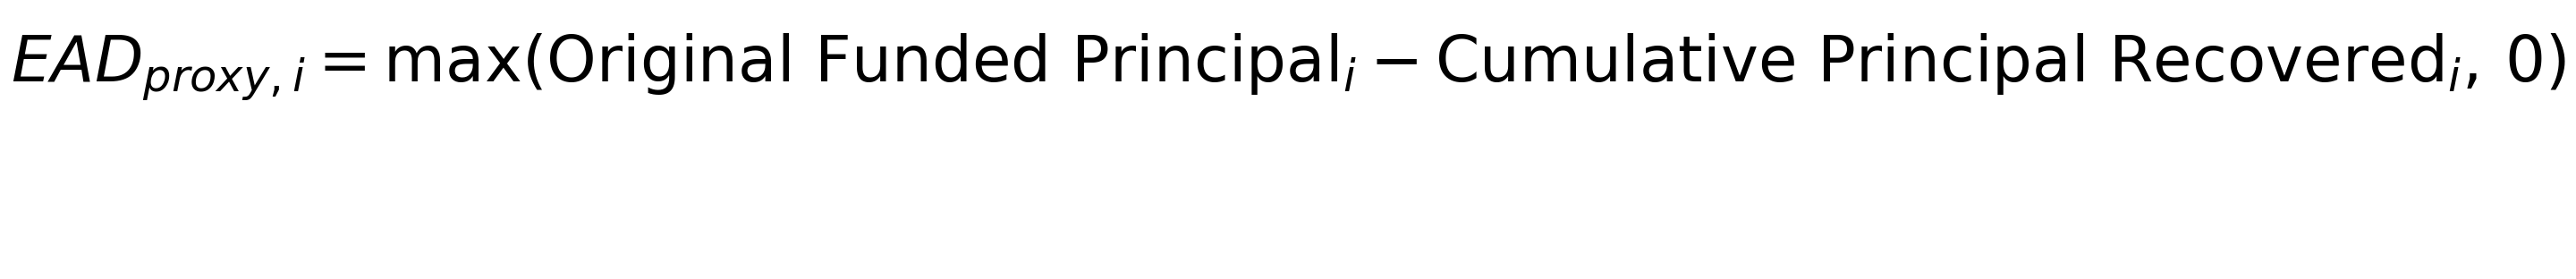 EAD_{proxy, i} = max(Original Funded Principal_i − Cumulative Principal Recovered_i, 0)